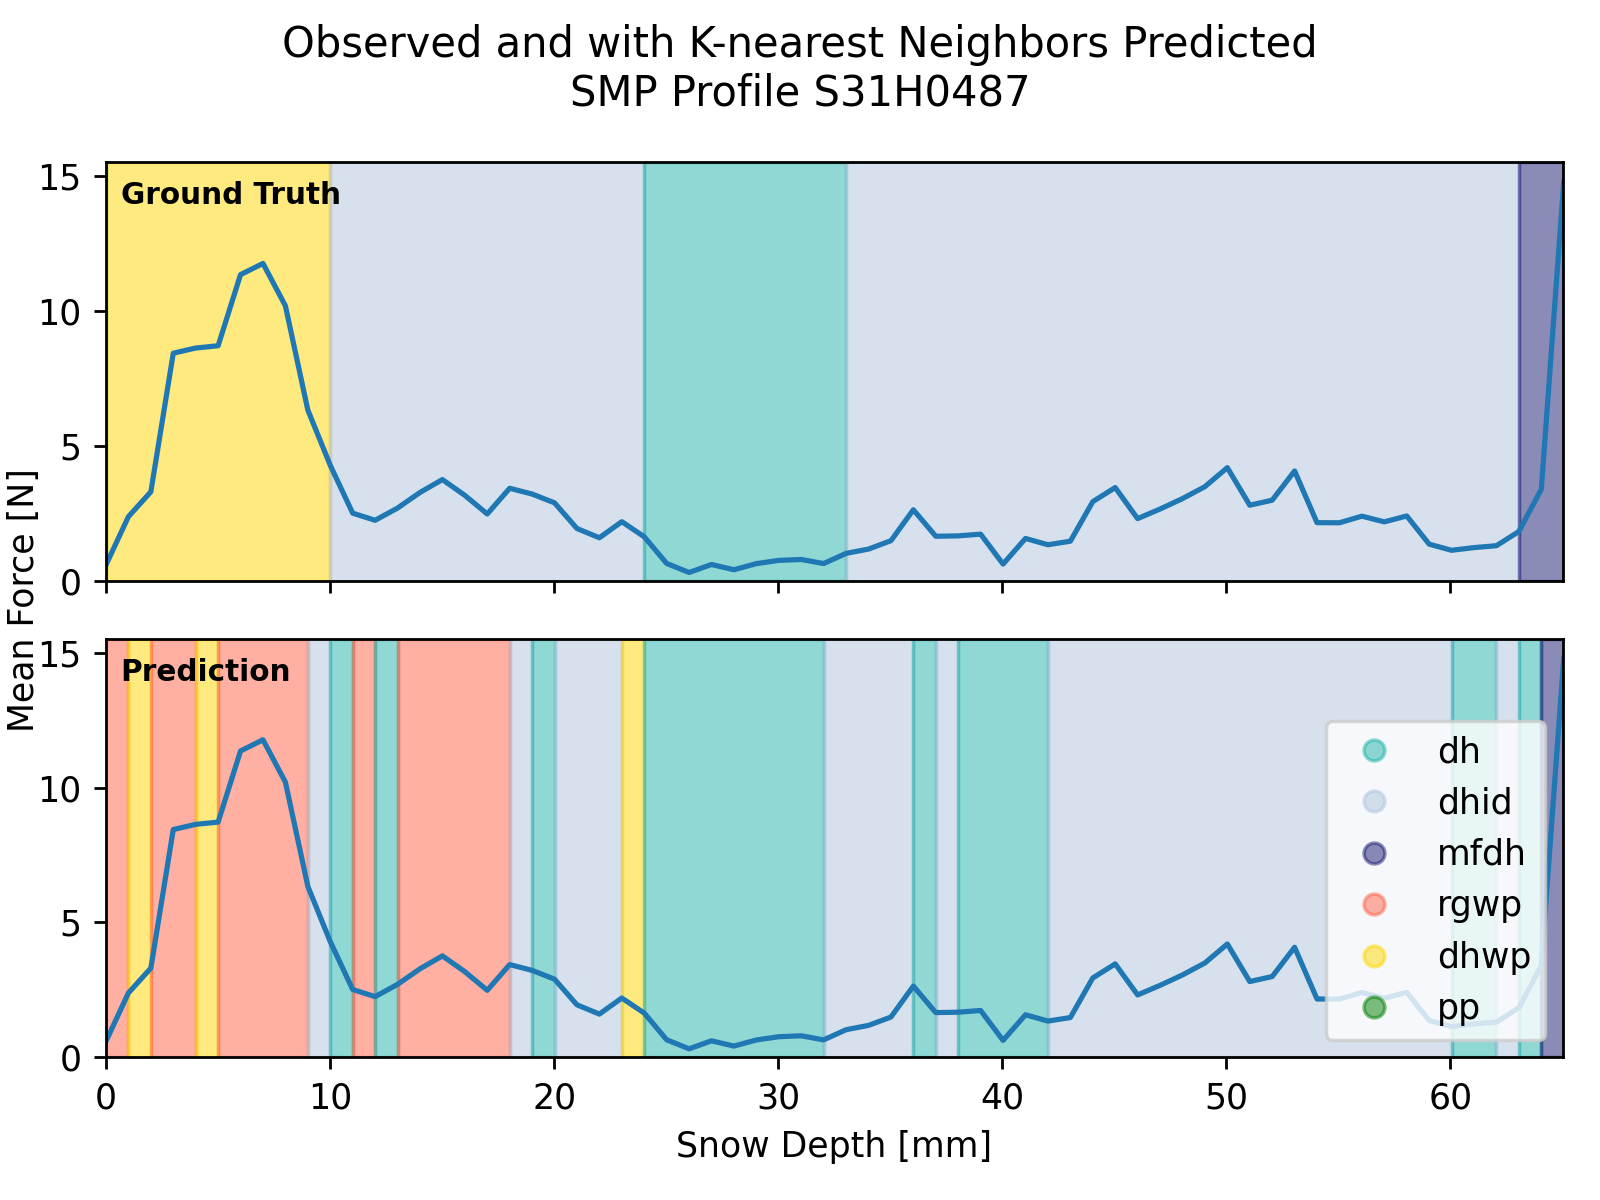 Observed and with K-nearest Neighbors Predicted
SMP Profile S31H0487
Mean Force [N]
15
10
5
0
Ground Truth
15
10
5
0
Prediction
dh
dhid
mfdh
rgwp
dhwp
pp
0 10 20 30 40 50 60
Snow Depth [mm]